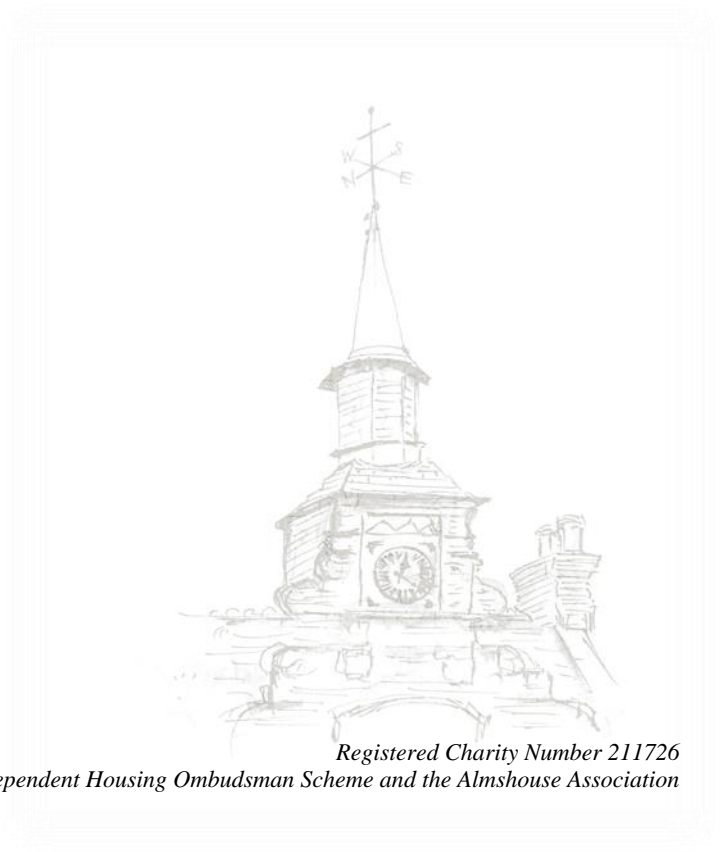 W S
N E
Registered Charity Number 211726
ependent Housing Ombudsman Scheme and the Almshouse Association